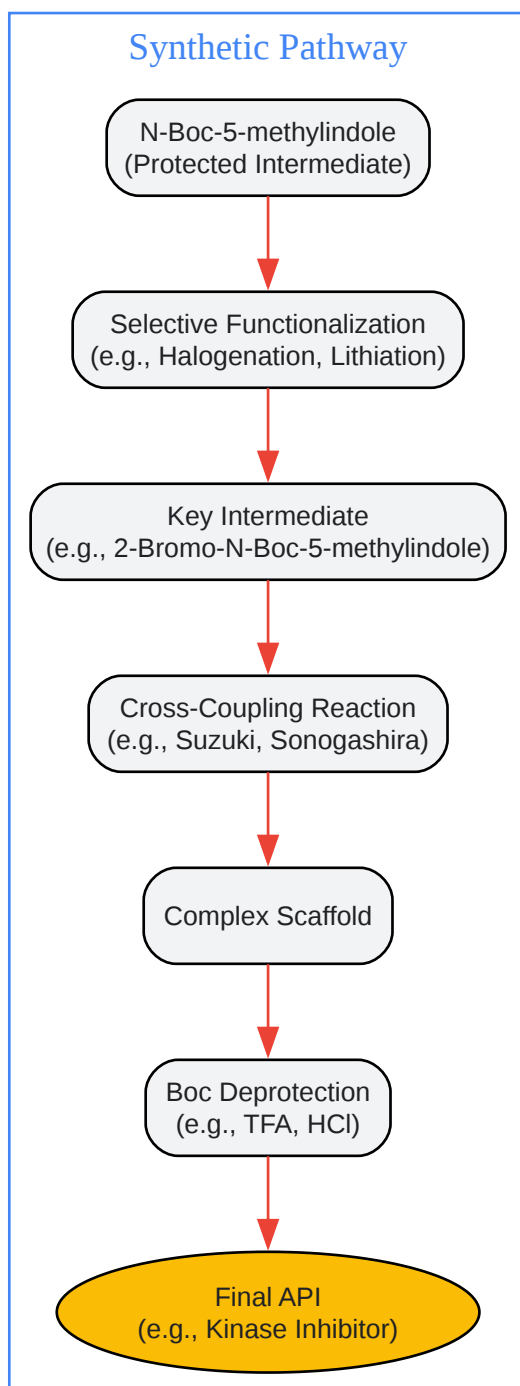 Synthetic Pathway
N-Boc-5-methylindole
(Protected Intermediate)
Selective Functionalization
(e.g., Halogenation, Lithiation)
Key Intermediate
(e.g., 2-Bromo-N-Boc-5-methylindole)
Cross-Coupling Reaction
(e.g., Suzuki, Sonogashira)
Complex Scaffold
Boc Deprotection
(e.g., TFA, HCl)
Final API
(e.g., Kinase Inhibitor)